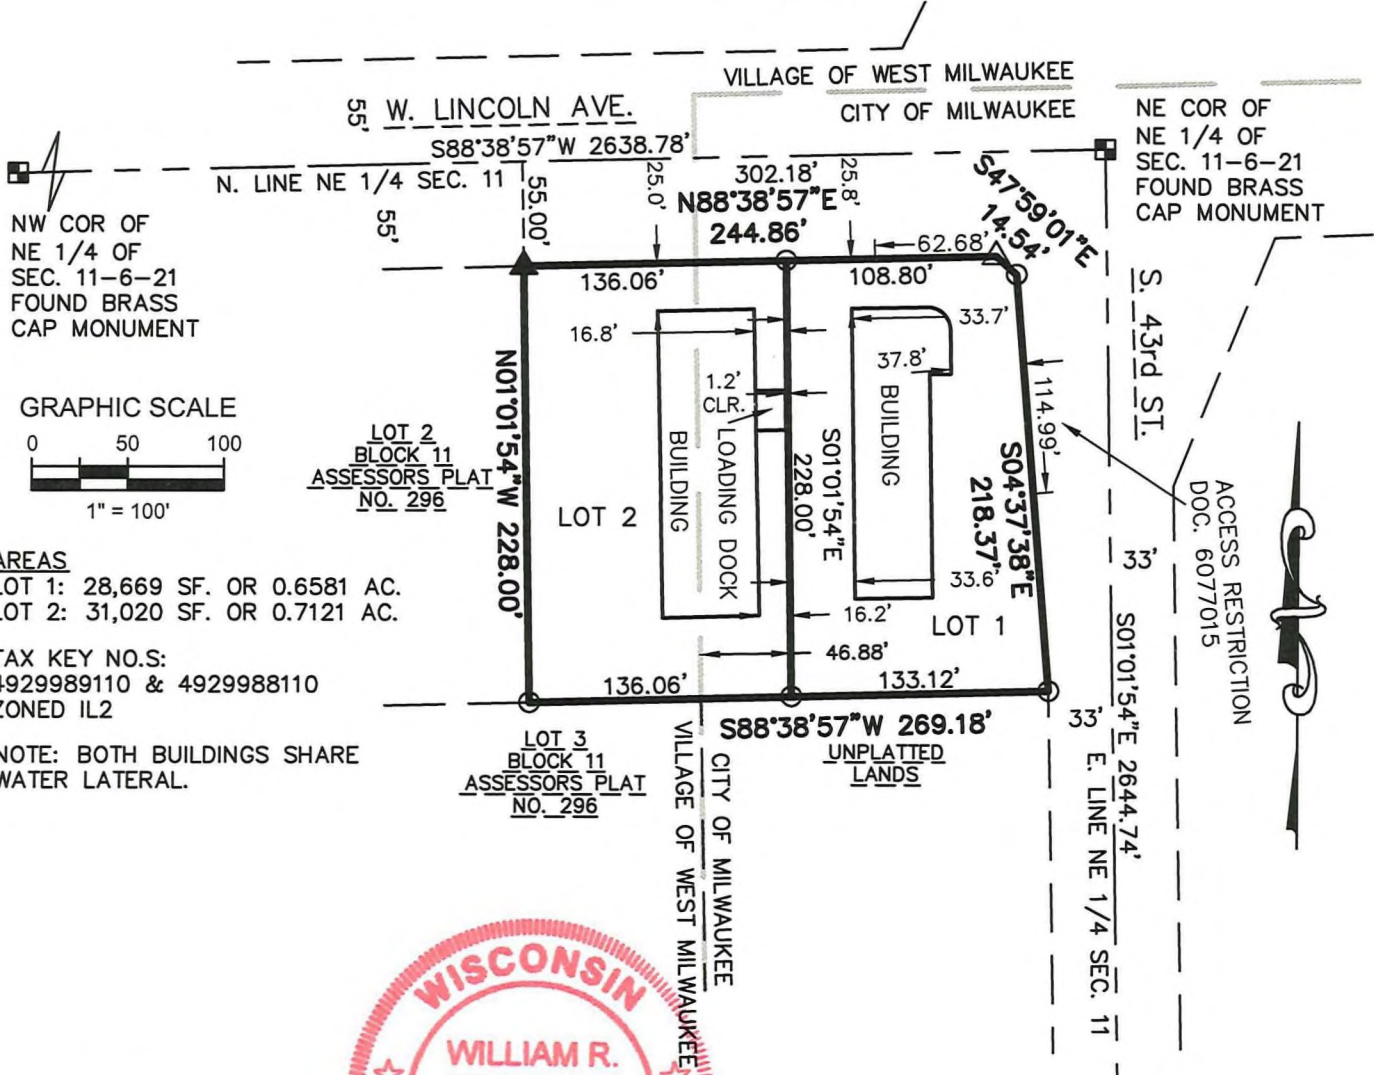 VILLAGE OF WEST MILWAUKEE
CITY OF MILWAUKEE
55'
W. LINCOLN AVE.
S88°38'57"W 2638.78'
N. LINE NE 1/4 SEC. 11
55'
55.00'
25.0'
302.18'
25.8'
N88°38'57"E
244.86'
62.68'
S47°59'01"E
14.54'
NE COR OF
NE 1/4 OF
SEC. 11-6-21
FOUND BRASS
CAP MONUMENT
NW COR OF
NE 1/4 OF
SEC. 11-6-21
FOUND BRASS
CAP MONUMENT
136.06'
108.80'
16.8'
33.7'
37.8'
1.2'
CLR.
BUILDING
LOADING DOCK
BUILDING
S01°01'54"E
228.00'
N01°01'54"W 228.00'
114.99'
S04°37'38"E
218.37'
S. 43rd ST.
GRAPHIC SCALE
0 50 100
1" = 100'
LOT 2
BLOCK 11
ASSESSORS PLAT
NO. 296
LOT 2
33.6'
16.2'
LOT 1
46.88'
136.06'
133.12'
S88°38'57"W 269.18'
UNPLATTED
LANDS
ACCESS RESTRICTION
DOC. 6077015
33'
33'
S01°01'54"E 2644.74'
E. LINE NE 1/4 SEC. 11
AREAS
LOT 1: 28,669 SF. OR 0.6581 AC.
LOT 2: 31,020 SF. OR 0.7121 AC.
TAX KEY NO.S:
4929989110 & 4929988110
ZONED IL2
NOTE: BOTH BUILDINGS SHARE
WATER LATERAL.
LOT 3
BLOCK 11
ASSESSORS PLAT
NO. 296
CITY OF MILWAUKEE
VILLAGE OF WEST MILWAUKEE
WISCONSIN
WILLIAM R.